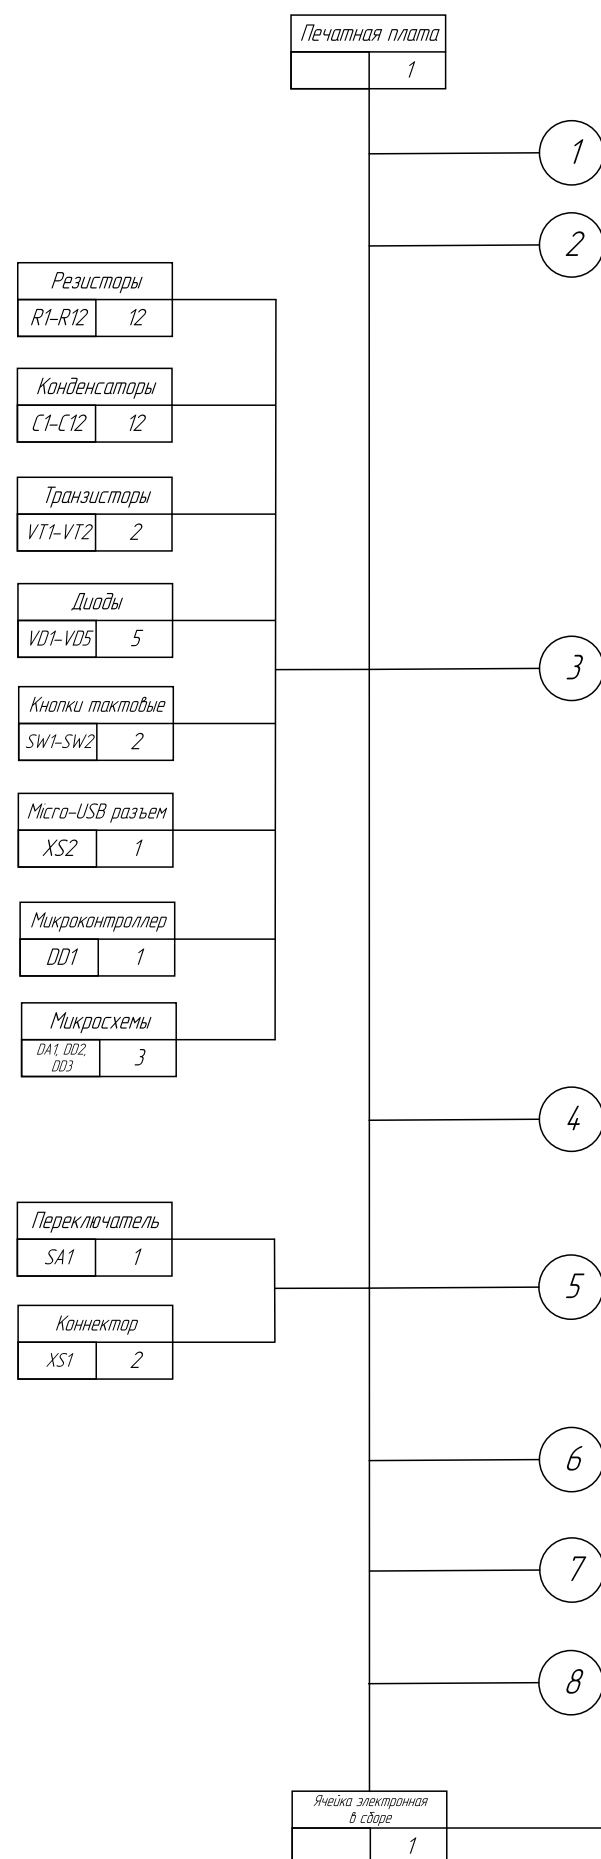 Печатная плата
1
1
2
Резисторы
R1-R12 12
Конденсаторы
C1-C12 12
Транзисторы
VT1-VT2 2
Диоды
VD1-VD5 5
3
Кнопки тактовые
SW1-SW2 2
Micro-USB разъем
XS2 1
Микроконтроллер
DD1 1
Микросхемы
DA1, DD2,
DD3
3
4
Переключатель
SA1 1
5
Коннектор
XS1 2
6
7
8
Ячейка электронная
в сборе
1